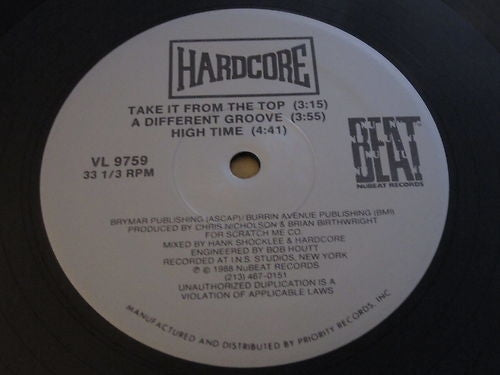 HARDCORE
TAKE IT FROM THE TOP (3:15)
A DIFFERENT GROOVE (3:55)
HIGH TIME (4:41)
VL 9759
33 1/3 RPM
NU BEAT
NUBEAT RECORDS
BRYMAR PUBLISHING (ASCAP)/BURRIN AVENUE PUBLISHING (BMI)
PRODUCED BY CHRIS NICHOLSON & BRIAN BIRTHWRIGHT
FOR SCRATCH ME CO.
MIXED BY HANK SHOCKLEE & HARDCORE
ENGINEERED BY BOB HOUTT
RECORDED AT I.N.S. STUDIOS, NEW YORK
℗ © 1988 NUBEAT RECORDS
(213) 467-0151
UNAUTHORIZED DUPLICATION IS A
VIOLATION OF APPLICABLE LAWS
MANUFACTURED AND DISTRIBUTED BY PRIORITY RECORDS, INC